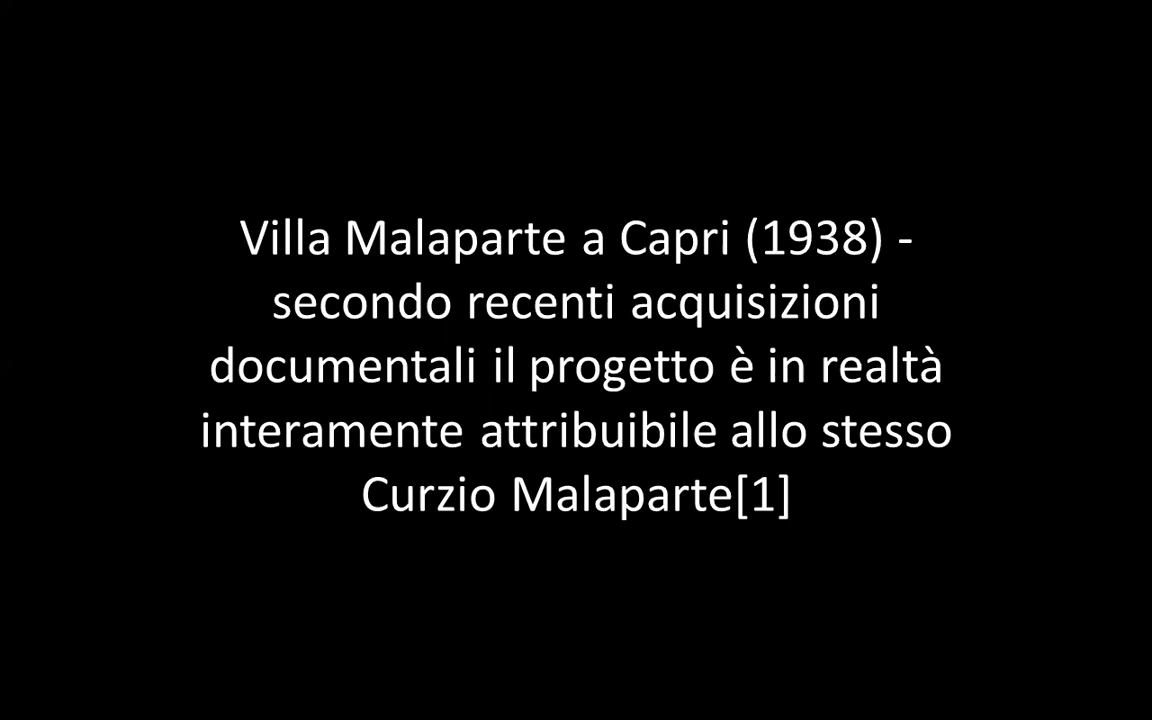 Villa Malaparte a Capri (1938) -
secondo recenti acquisizioni
documentali il progetto è in realtà
interamente attribuibile allo stesso
Curzio Malaparte[1]